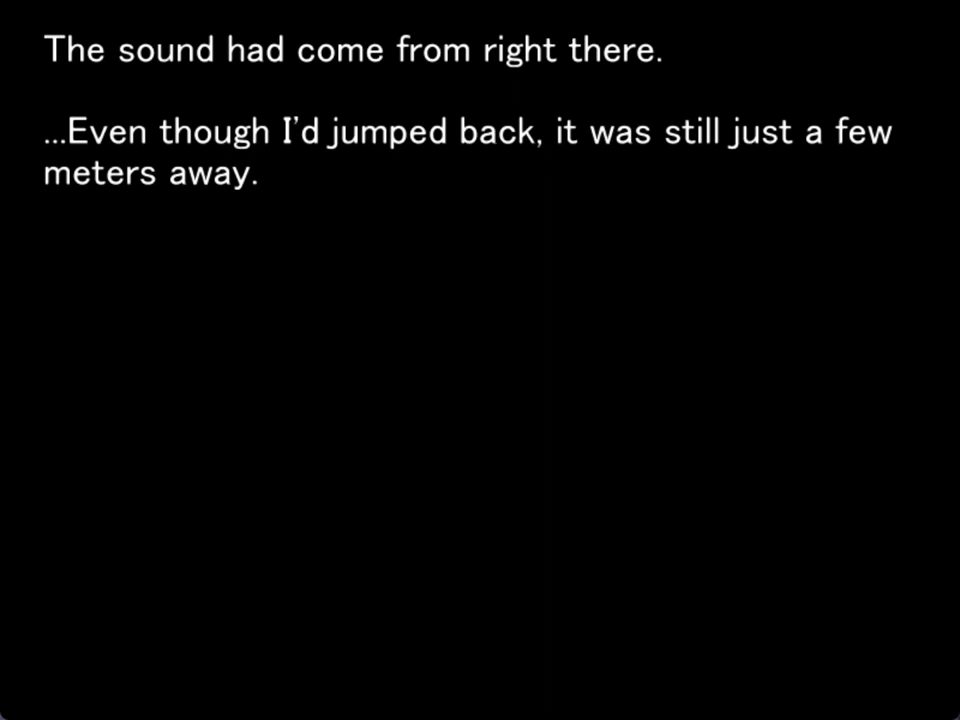 The sound had come from right there.
...Even though I'd jumped back, it was still just a few
meters away.